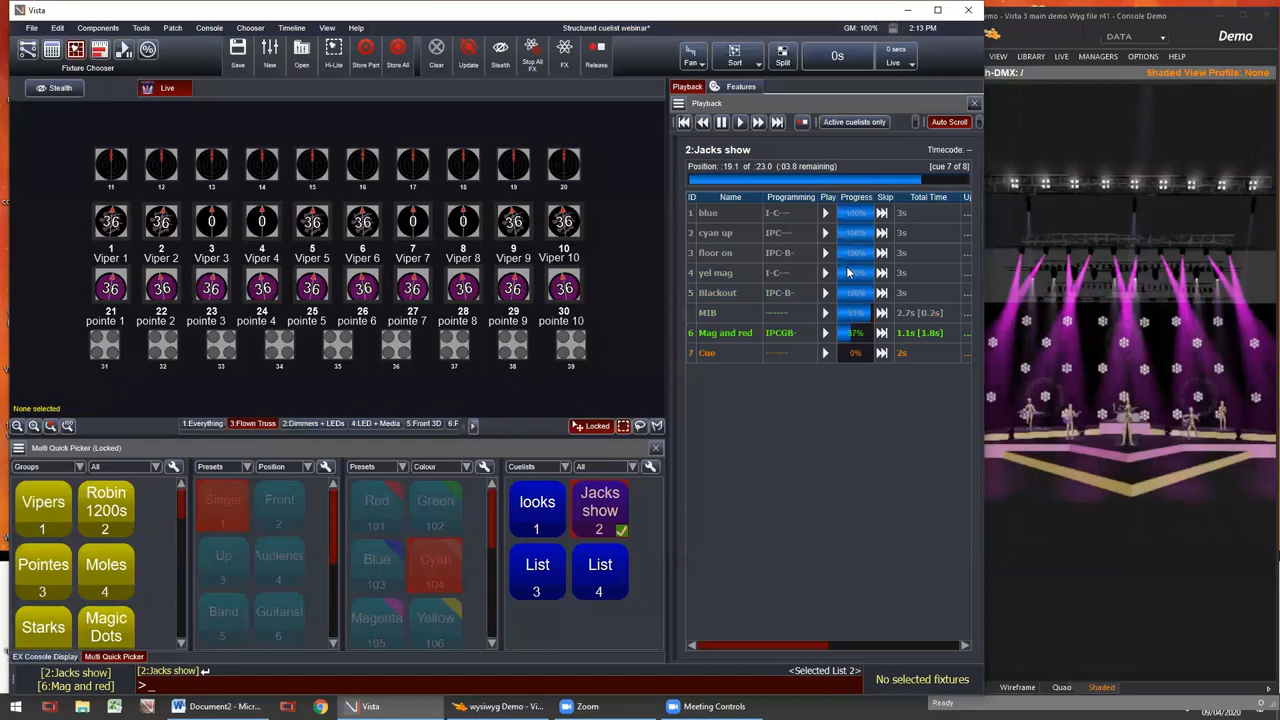 Vista
File Edit Windows Components Tools Patch Console Chooser Timeline View Structured cuelist webinar* GM: 100% 2:13 PM
Fixture Chooser Save New Open Hi-Lite Store Part Store All Clear Update Stealth Stop All FX FX Release Fan Sort Split 0s 0 secs Live
Stealth Live
Playback Features
Playback
Active cuelists only Auto Scroll
2:Jacks show Timecode: --
Position: :19.1 of :23.0 (:03.8 remaining) [cue 7 of 8]
ID Name Programming Play Progress Skip Total Time
1 blue I-C--- 100% 3s ...
2 cyan up IPC--- 100% 3s ...
3 floor on IPC-B- 100% 3s ...
4 yel mag I-C--- 3s ...
5 Blackout IPC-B- 100% 3s ...
MIB ------ 2.7s [0.2s] ...
6 Mag and red IPCGB- 37% 1.1s [1.8s] ...
7 Cue ------ 0% 2s ...
11 12 13 14 15 16 17 18 19 20
36 36 0 36 36 36 0 0 36 36
1 2 3 4 5 6 7 8 9 10
Viper 1 Viper 2 Viper 3 Viper 4 Viper 5 Viper 6 Viper 7 Viper 8 Viper 9 Viper 10
36 36 36 36 36 36 36 36 36 36
21 22 23 24 25 26 27 28 29 30
pointe 1 pointe 2 pointe 3 pointe 4 pointe 5 pointe 6 pointe 7 pointe 8 pointe 9 pointe 10
31 32 33 34 35 36 37 38 39
None selected
1:Everything 3:Flown Truss 2:Dimmers + LEDs 4:LED + Media 5:Front 3D Locked
Multi Quick Picker (Locked)
Groups All Presets Position Presets Colour Cuelists All
Vipers 1 Robin 1200s 2 Singer 1 Front 2 Red 101 Green 102 looks 1 Jacks show 2
Pointes 3 Moles 4 Up 3 Audience 4 Blue 103 Cyan 104 List 3 List 4
Starks Magic Dots Band 5 Guitarist 6 Magenta 105 Yellow 106
5 6
EX Console Display Multi Quick Picker
[2:Jacks show] [2:Jacks show] <Selected List 2> No selected fixtures
[6:Mag and red] >_
Document2 - Micr... Vista wysiwyg Demo - Vi... Zoom Meeting Controls
emo - Vista 3 main demo Wyg file r41 - Console Demo
DATA Demo
VIEW LIBRARY LIVE MANAGERS OPTIONS HELP
h-DMX: / Shaded View Profile: None
Wireframe Quad Shaded
Ready
09/04/2020